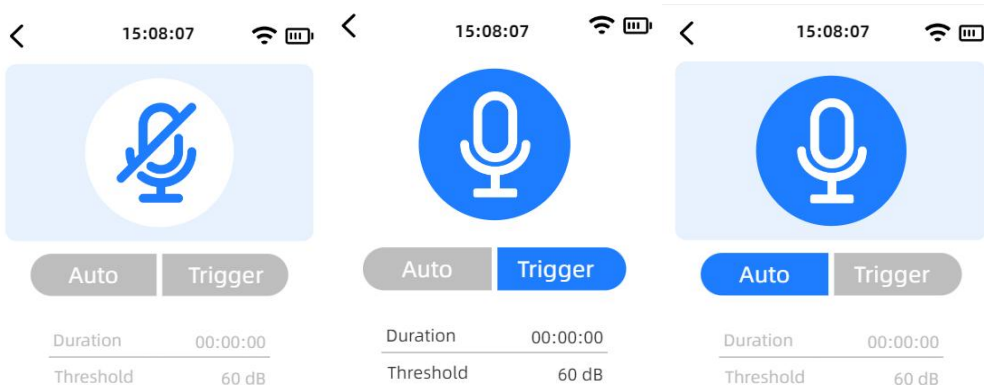 15:08:07
Auto Trigger
Duration 00:00:00
Threshold 60 dB
15:08:07
Auto Trigger
Duration 00:00:00
Threshold 60 dB
15:08:07
Auto Trigger
Duration 00:00:00
Threshold 60 dB